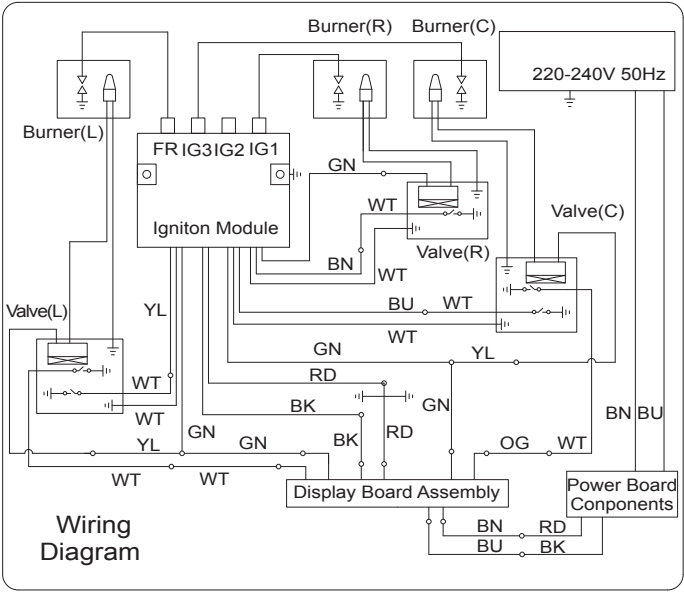 Burner(R) Burner(C)
220-240V 50Hz
Burner(L)
FR IG3 IG2 IG1
GN
Igniton Module
WT
Valve(C)
Valve(R)
BN
WT
Valve(L)
YL
BU WT
WT
GN
YL
RD
WT
BK
GN
BN BU
WT
GN
BK
RD
YL
GN
OG WT
WT
WT
Display Board Assembly
Power Board
Conponents
Wiring
Diagram
BN RD
BU BK